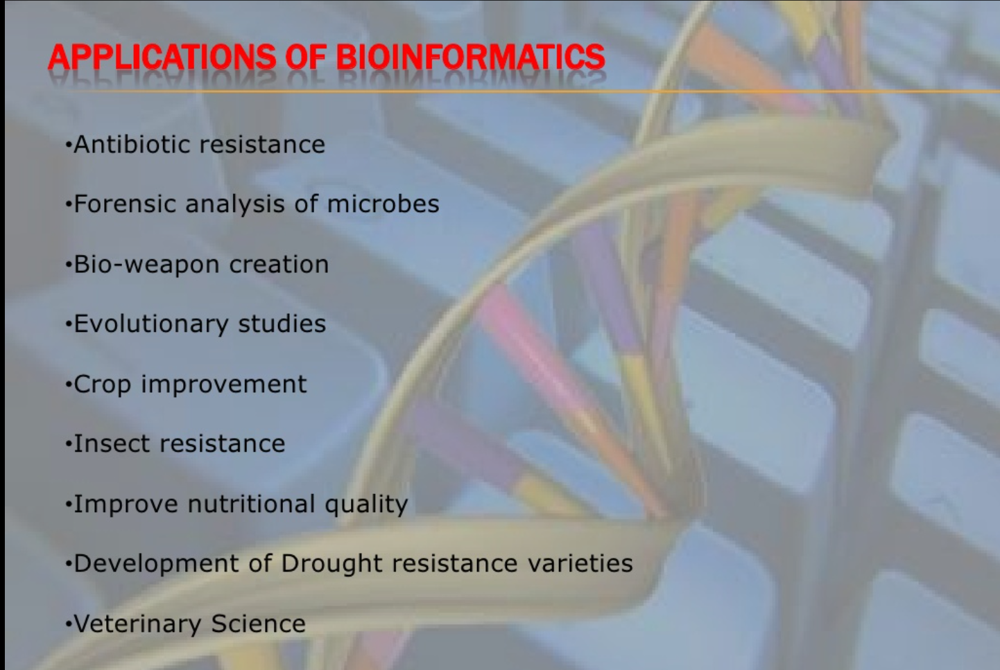 APPLICATIONS OF BIOINFORMATICS
•Antibiotic resistance
•Forensic analysis of microbes
•Bio-weapon creation
•Evolutionary studies
•Crop improvement
•Insect resistance
•Improve nutritional quality
•Development of Drought resistance varieties
•Veterinary Science